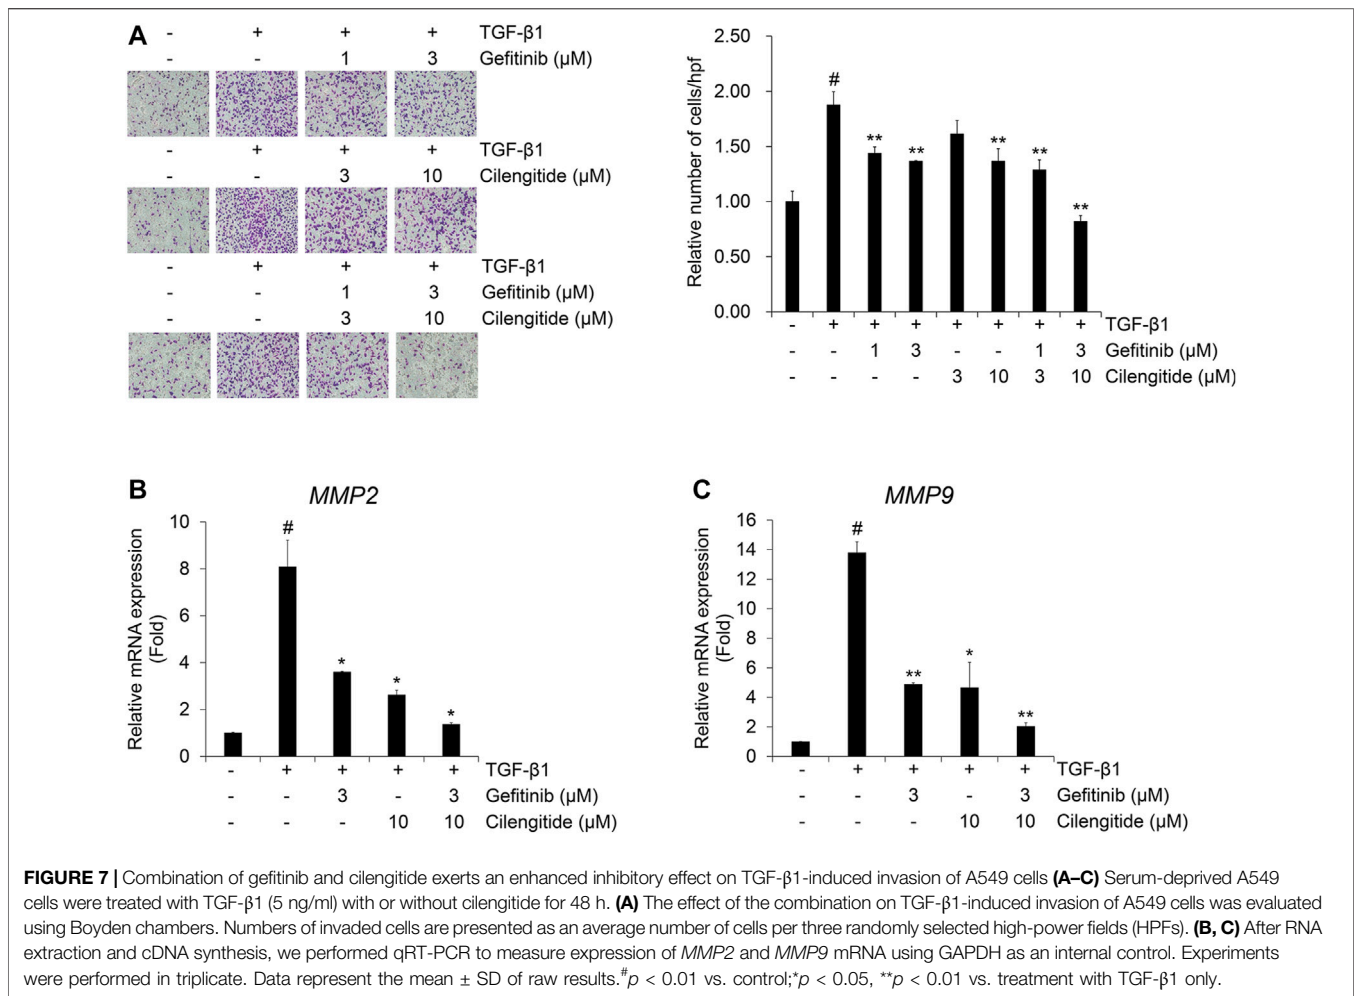 A
- + + + TGF-β1
- - 1 3 Gefitinib (μM)
- + + + TGF-β1
- - 3 10 Cilengitide (μM)
- + + + TGF-β1
- - 1 3 Gefitinib (μM)
- - 3 10 Cilengitide (μM)
Relative number of cells/hpf
2.50
2.00
1.50
1.00
0.50
0.00
# ** ** ** ** **
- + + + + + + + TGF-β1
- - 1 3 - - 1 3 Gefitinib (μM)
- - - - 3 10 3 10 Cilengitide (μM)
B
MMP2
Relative mRNA expression
(Fold)
10
8
6
4
2
0
# * * *
- + + + + TGF-β1
- - 3 - 3 Gefitinib (μM)
- - - 10 10 Cilengitide (μM)
C
MMP9
Relative mRNA expression
(Fold)
16
14
12
10
8
6
4
2
0
# ** * **
- + + + + TGF-β1
- - 3 - 3 Gefitinib (μM)
- - - 10 10 Cilengitide (μM)
FIGURE 7 | Combination of gefitinib and cilengitide exerts an enhanced inhibitory effect on TGF-β1-induced invasion of A549 cells (A–C) Serum-deprived A549
cells were treated with TGF-β1 (5 ng/ml) with or without cilengitide for 48 h. (A) The effect of the combination on TGF-β1-induced invasion of A549 cells was evaluated
using Boyden chambers. Numbers of invaded cells are presented as an average number of cells per three randomly selected high-power fields (HPFs). (B, C) After RNA
extraction and cDNA synthesis, we performed qRT-PCR to measure expression of MMP2 and MMP9 mRNA using GAPDH as an internal control. Experiments
were performed in triplicate. Data represent the mean ± SD of raw results.#p < 0.01 vs. control;*p < 0.05, **p < 0.01 vs. treatment with TGF-β1 only.